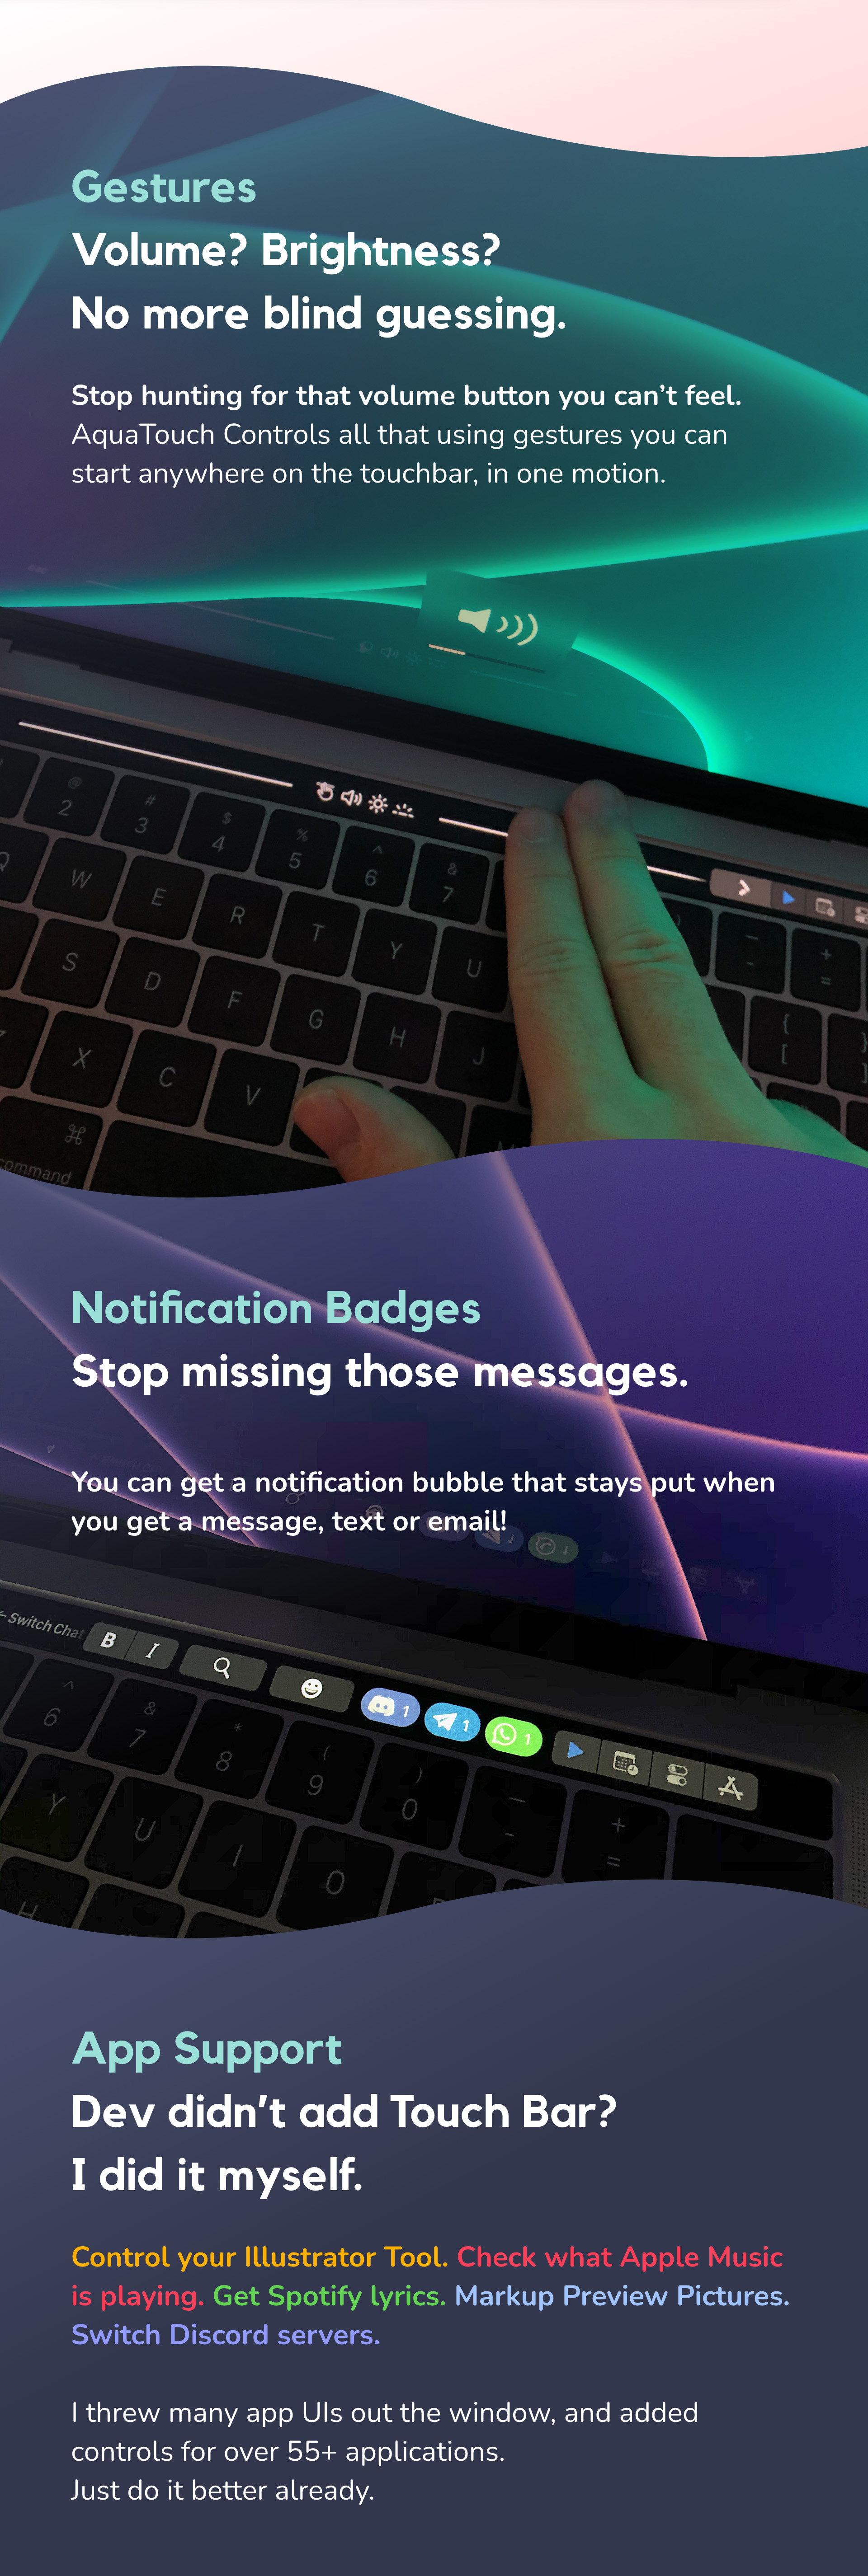 Gestures
Volume? Brightness?
No more blind guessing.
Stop hunting for that volume button you can’t feel.
AquaTouch Controls all that using gestures you can
start anywhere on the touchbar, in one motion.
@ # $ % ^ &
2 3 4 5 6 7
— +
- =
Q W E R T Y U { }
[ ]
S D F G H J
X C V
⌘
command
Notification Badges
Stop missing those messages.
You can get a notification bubble that stays put when
you get a message, text or email!
Switch Chat B I 1 1 1
^ & * ( ) — +
6 7 8 9 0 - =
Y U I O
H
App Support
Dev didn’t add Touch Bar?
I did it myself.
Control your Illustrator Tool. Check what Apple Music
is playing. Get Spotify lyrics. Markup Preview Pictures.
Switch Discord servers.
I threw many app UIs out the window, and added
controls for over 55+ applications.
Just do it better already.